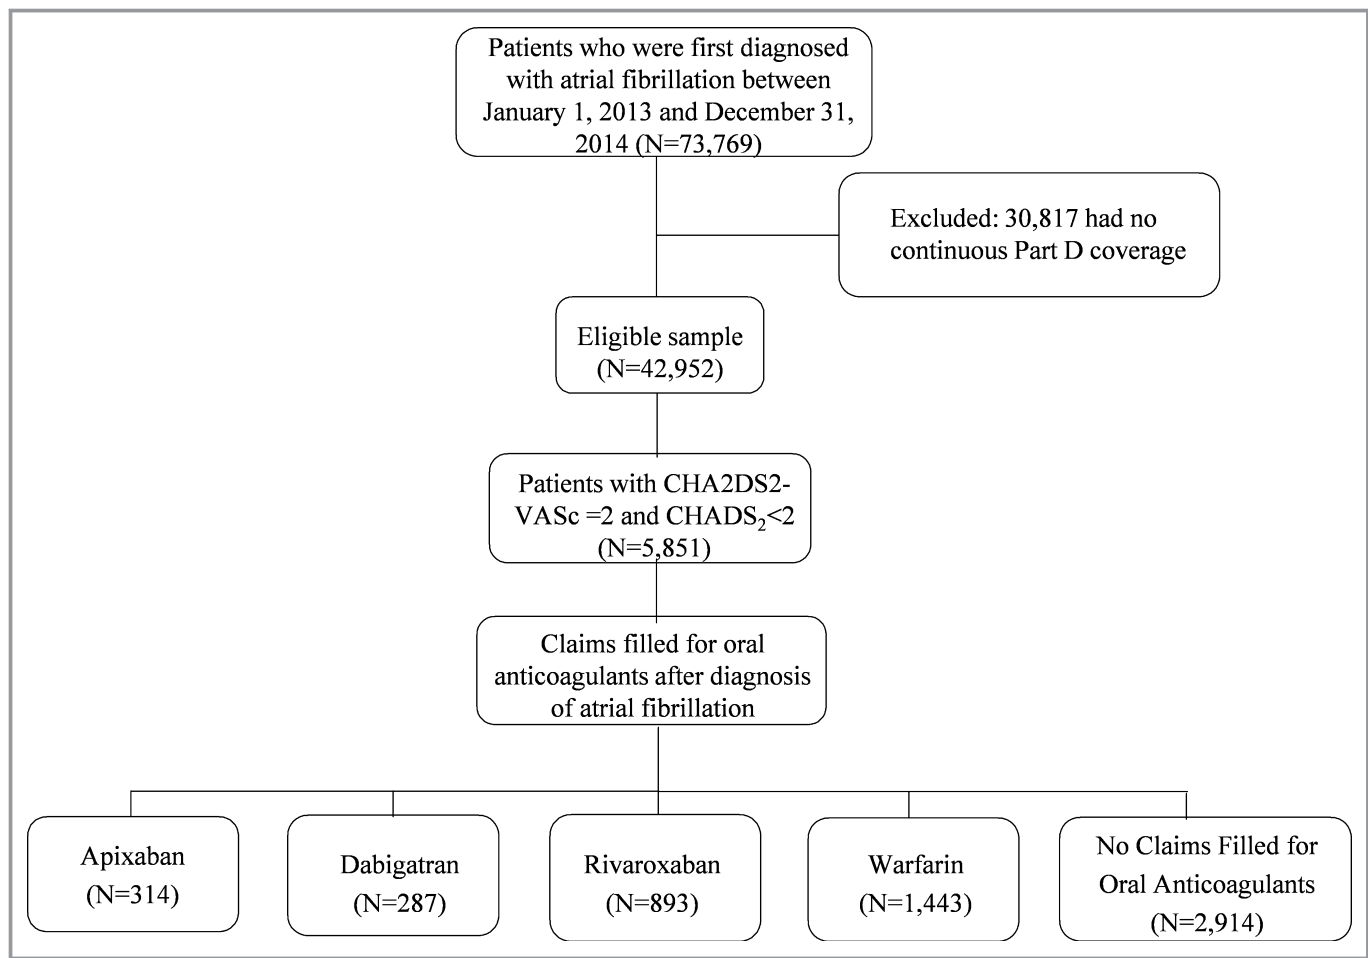 Patients who were first diagnosed
with atrial fibrillation between
January 1, 2013 and December 31,
2014 (N=73,769)
Excluded: 30,817 had no
continuous Part D coverage
Eligible sample
(N=42,952)
Patients with CHA2DS2-
VASc =2 and CHADS₂<2
(N=5,851)
Claims filled for oral
anticoagulants after diagnosis
of atrial fibrillation
Apixaban
(N=314)
Dabigatran
(N=287)
Rivaroxaban
(N=893)
Warfarin
(N=1,443)
No Claims Filled for
Oral Anticoagulants
(N=2,914)